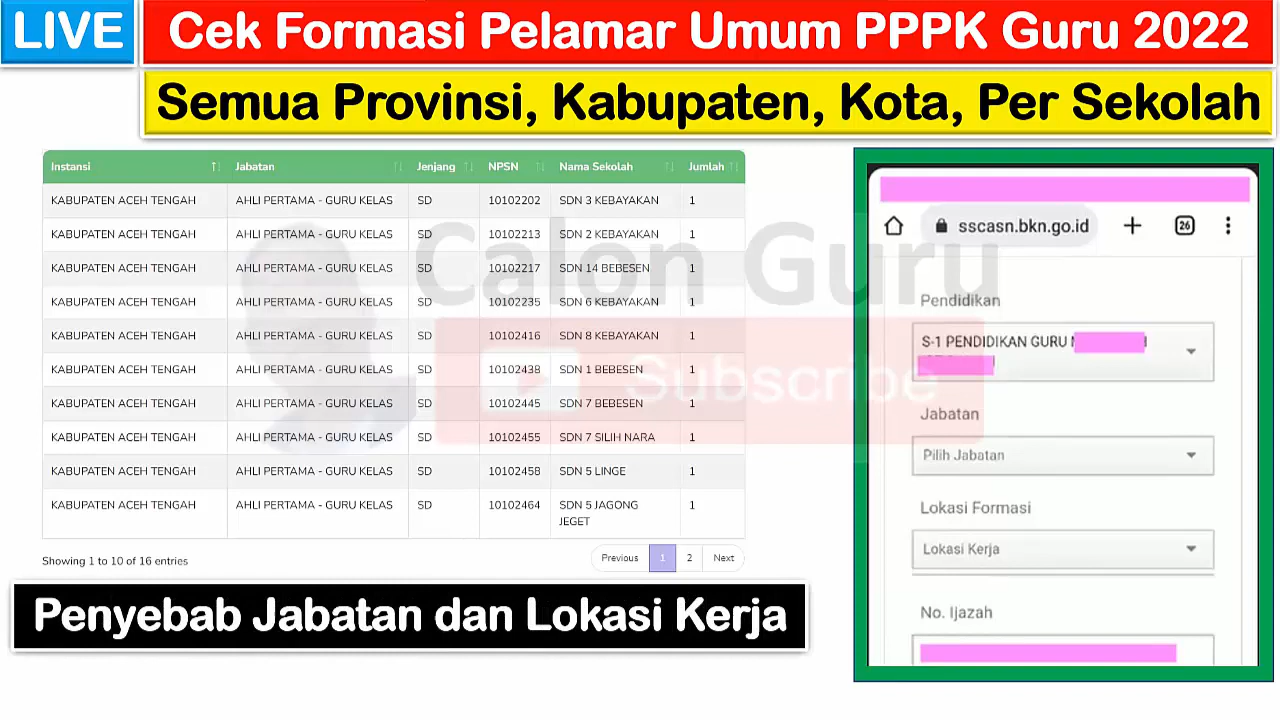 LIVE
Cek Formasi Pelamar Umum PPPK Guru 2022
Semua Provinsi, Kabupaten, Kota, Per Sekolah
Instansi Jabatan Jenjang NPSN Nama Sekolah Jumlah
KABUPATEN ACEH TENGAH AHLI PERTAMA - GURU KELAS SD 10102202 SDN 3 KEBAYAKAN 1
KABUPATEN ACEH TENGAH AHLI PERTAMA - GURU KELAS SD 10102213 SDN 2 KEBAYAKAN 1
KABUPATEN ACEH TENGAH AHLI PERTAMA - GURU KELAS SD 10102217 SDN 14 BEBESEN 1
KABUPATEN ACEH TENGAH AHLI PERTAMA - GURU KELAS SD 10102235 SDN 6 KEBAYAKAN 1
KABUPATEN ACEH TENGAH AHLI PERTAMA - GURU KELAS SD 10102416 SDN 8 KEBAYAKAN 1
KABUPATEN ACEH TENGAH AHLI PERTAMA - GURU KELAS SD 10102438 SDN 1 BEBESEN 1
KABUPATEN ACEH TENGAH AHLI PERTAMA - GURU KELAS SD 10102445 SDN 7 BEBESEN 1
KABUPATEN ACEH TENGAH AHLI PERTAMA - GURU KELAS SD 10102455 SDN 7 SILIH NARA 1
KABUPATEN ACEH TENGAH AHLI PERTAMA - GURU KELAS SD 10102458 SDN 5 LINGE 1
KABUPATEN ACEH TENGAH AHLI PERTAMA - GURU KELAS SD 10102464 SDN 5 JAGONG 1
JEGET
Showing 1 to 10 of 16 entries
Previous 1 2 Next
Calon Guru
Subscribe
Penyebab Jabatan dan Lokasi Kerja
sscasn.bkn.go.id 26
Pendidikan
S-1 PENDIDIKAN GURU
Jabatan
Pilih Jabatan
Lokasi Formasi
Lokasi Kerja
No. Ijazah